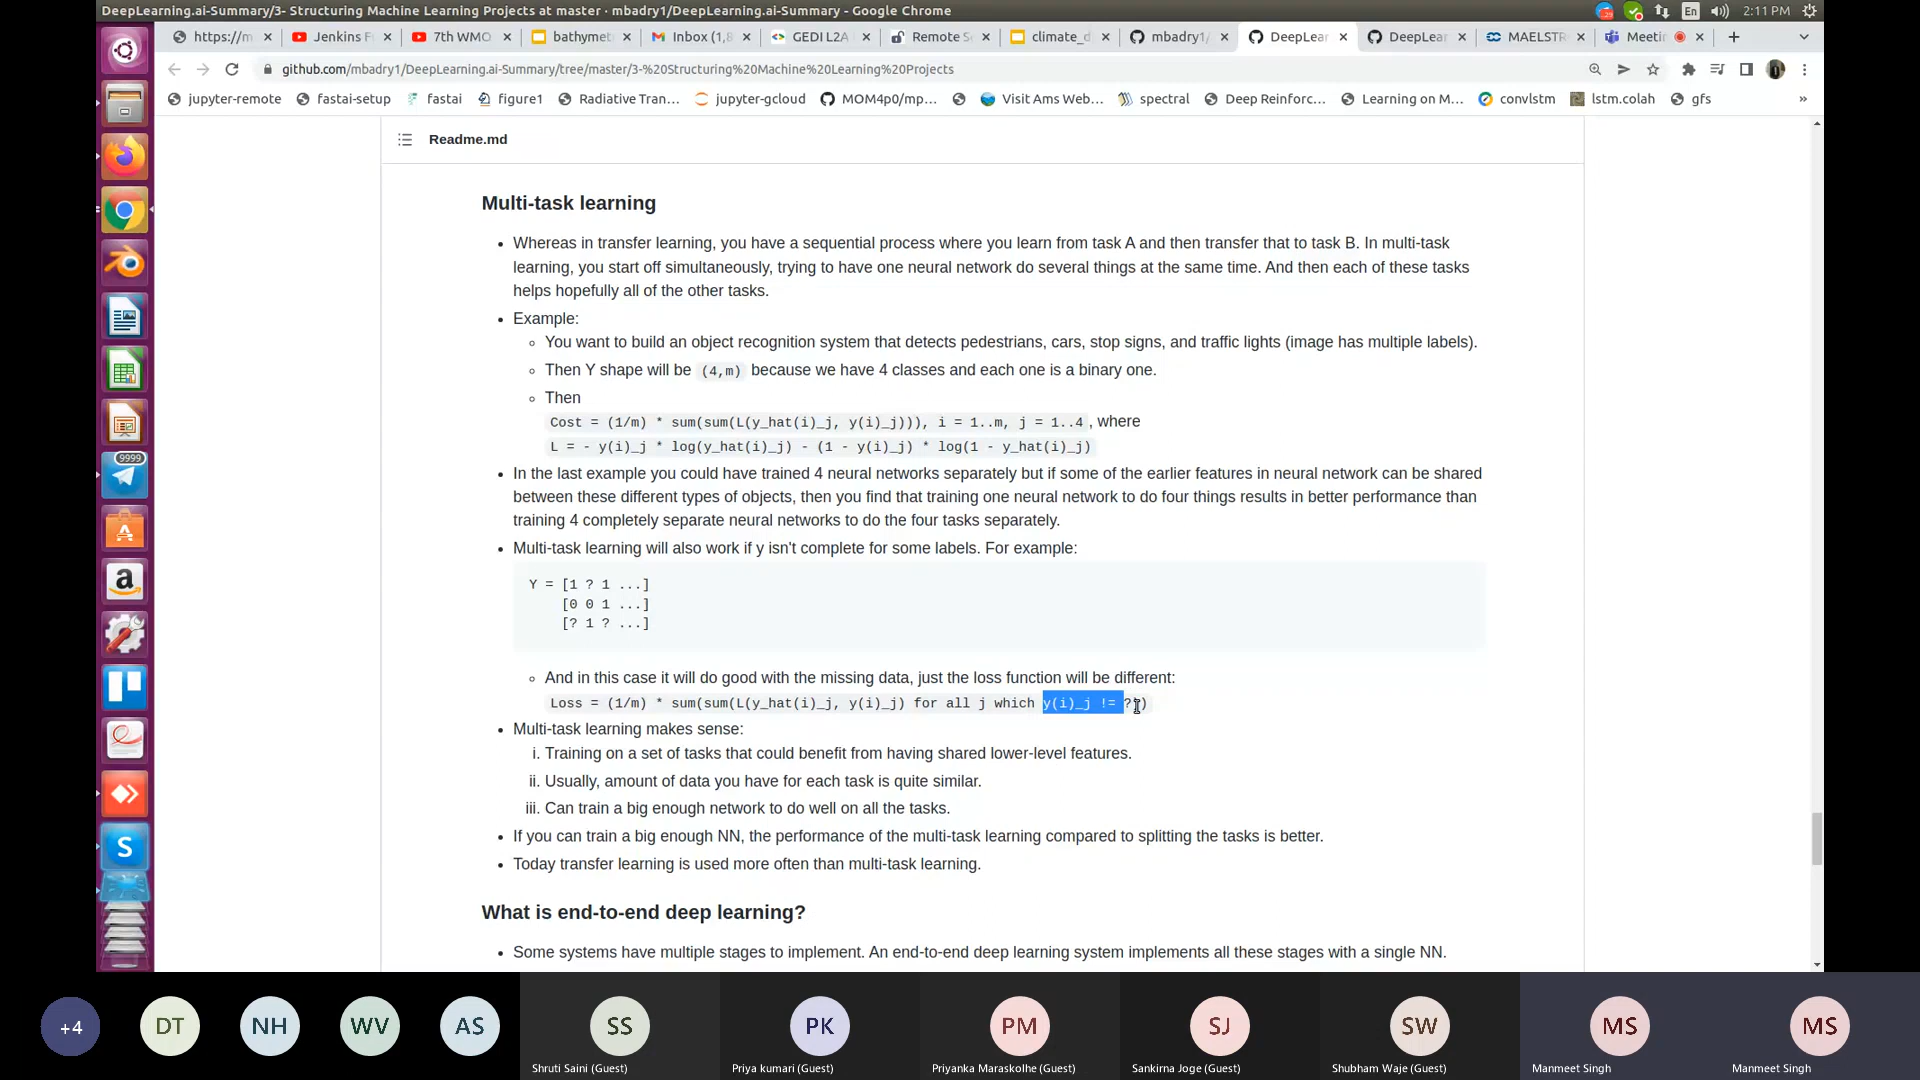 DeepLearning.ai-Summary/3- Structuring Machine Learning Projects at master · mbadry1/DeepLearning.ai-Summary - Google Chrome
En 2:11 PM
https://m
Jenkins F
7th WMO
bathymet
Inbox (1,8
GEDI L2A
Remote S
climate_d
mbadry1/
DeepLear
DeepLear
MAELSTR
Meeti
github.com/mbadry1/DeepLearning.ai-Summary/tree/master/3-%20Structuring%20Machine%20Learning%20Projects
jupyter-remote
fastai-setup
fastai
figure1
Radiative Tran...
jupyter-gcloud
MOM4p0/mp...
Visit Ams Web...
spectral
Deep Reinforc...
Learning on M...
convlstm
lstm.colah
gfs
»
Readme.md
Multi-task learning
• Whereas in transfer learning, you have a sequential process where you learn from task A and then transfer that to task B. In multi-task
learning, you start off simultaneously, trying to have one neural network do several things at the same time. And then each of these tasks
helps hopefully all of the other tasks.
• Example:
◦ You want to build an object recognition system that detects pedestrians, cars, stop signs, and traffic lights (image has multiple labels).
◦ Then Y shape will be (4,m) because we have 4 classes and each one is a binary one.
◦ Then
Cost = (1/m) * sum(sum(L(y_hat(i)_j, y(i)_j))), i = 1..m, j = 1..4 , where
L = - y(i)_j * log(y_hat(i)_j) - (1 - y(i)_j) * log(1 - y_hat(i)_j)
• In the last example you could have trained 4 neural networks separately but if some of the earlier features in neural network can be shared
between these different types of objects, then you find that training one neural network to do four things results in better performance than
training 4 completely separate neural networks to do the four tasks separately.
• Multi-task learning will also work if y isn't complete for some labels. For example:
Y = [1 ? 1 ...]
[0 0 1 ...]
[? 1 ? ...]
◦ And in this case it will do good with the missing data, just the loss function will be different:
Loss = (1/m) * sum(sum(L(y_hat(i)_j, y(i)_j) for all j which y(i)_j != ?))
• Multi-task learning makes sense:
i. Training on a set of tasks that could benefit from having shared lower-level features.
ii. Usually, amount of data you have for each task is quite similar.
iii. Can train a big enough network to do well on all the tasks.
• If you can train a big enough NN, the performance of the multi-task learning compared to splitting the tasks is better.
• Today transfer learning is used more often than multi-task learning.
What is end-to-end deep learning?
• Some systems have multiple stages to implement. An end-to-end deep learning system implements all these stages with a single NN.
9999
+4
DT
NH
WV
AS
SS
PK
PM
SJ
SW
MS
MS
Shruti Saini (Guest)
Priya kumari (Guest)
Priyanka Maraskolhe (Guest)
Sankirna Joge (Guest)
Shubham Waje (Guest)
Manmeet Singh
Manmeet Singh